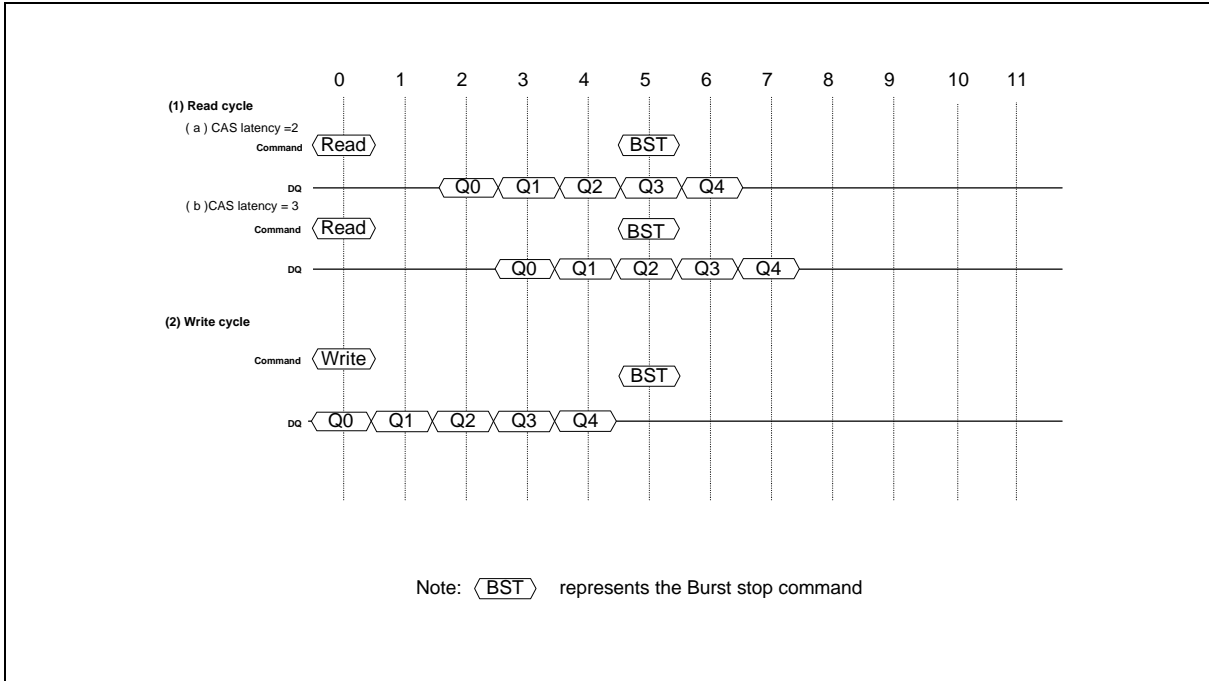 0 1 2 3 4 5 6 7 8 9 10 11
(1) Read cycle
( a ) CAS latency =2
Command Read BST
DQ Q0 Q1 Q2 Q3 Q4
( b )CAS latency = 3
Command Read BST
DQ Q0 Q1 Q2 Q3 Q4
(2) Write cycle
Command Write
BST
DQ Q0 Q1 Q2 Q3 Q4
Note: BST represents the Burst stop command